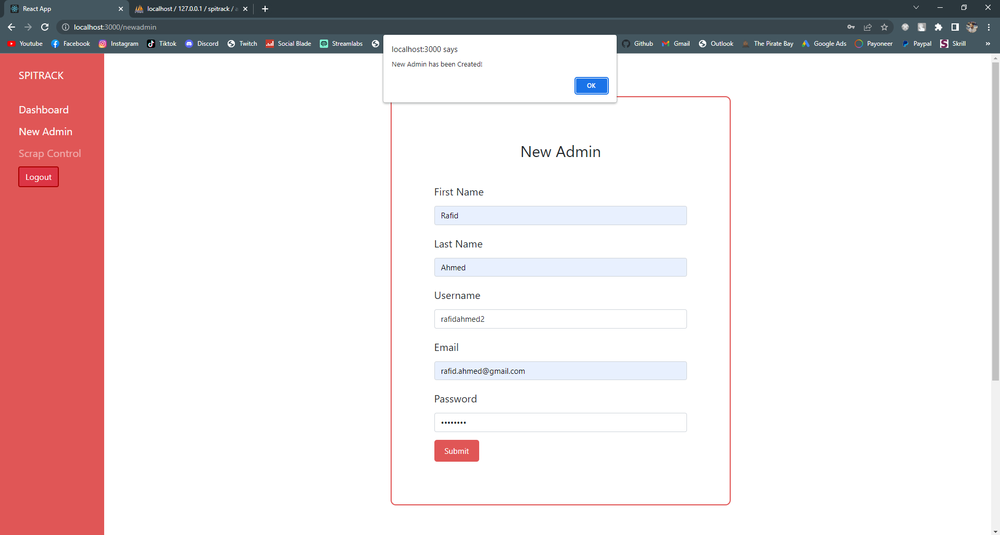 React App
localhost / 127.0.0.1 / spitrack / a
localhost:3000/newadmin
Youtube Facebook Instagram Tiktok Discord Twitch Social Blade Streamlabs Github Gmail Outlook The Pirate Bay Google Ads Payoneer Paypal Skrill »
localhost:3000 says
New Admin has been Created!
OK
SPITRACK
Dashboard
New Admin
Scrap Control
Logout
New Admin
First Name
Rafid
Last Name
Ahmed
Username
rafidahmed2
Email
rafid.ahmed@gmail.com
Password
••••••••
Submit